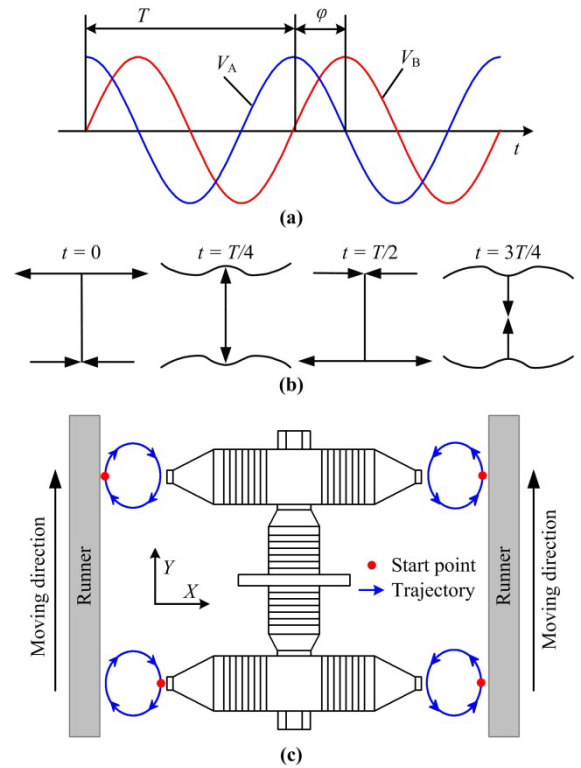 T
φ
V_A
V_B
t
(a)
t = 0
t = T/4
t = T/2
t = 3T/4
(b)
Moving direction
Runner
Y
X
Start point
Trajectory
Runner
Moving direction
(c)